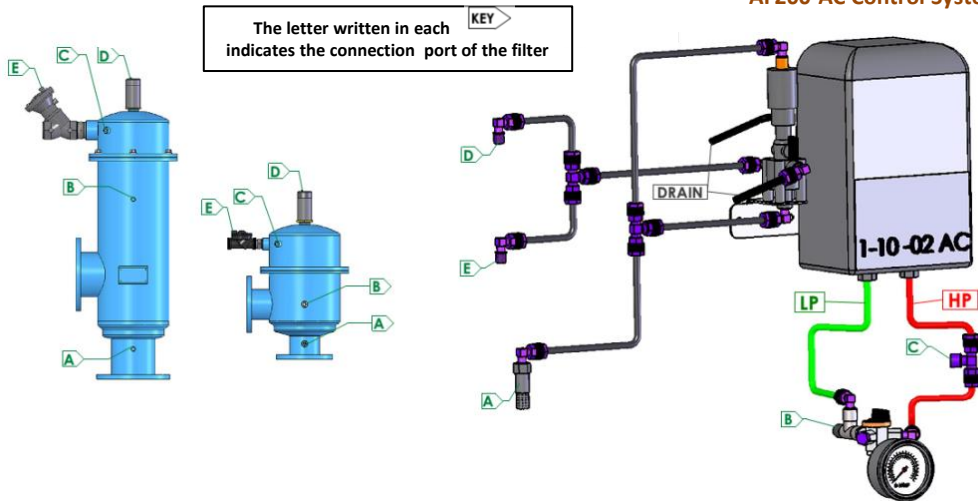 AF200 AC Control Syst
The letter written in each KEY
indicates the connection port of the filter
E
C
D
B
A
E
C
D
B
A
D
E
A
DRAIN
1-10-02 AC
LP
HP
C
B